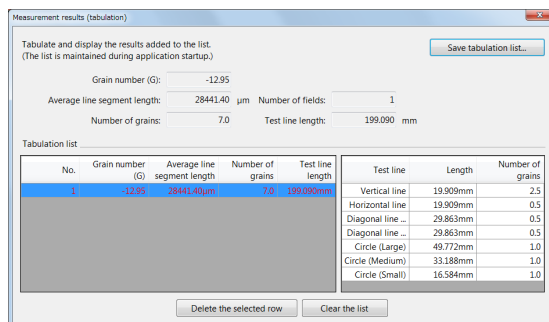 Measurement results (tabulation)
Tabulate and display the results added to the list.
(The list is maintained during application startup.)
Save tabulation list...
Grain number (G): -12.95
Average line segment length: 28441.40 μm Number of fields: 1
Number of grains: 7.0 Test line length: 199.090 mm
Tabulation list
No. Grain number (G) Average line segment length Number of grains Test line length
1 -12.95 28441.40μm 7.0 199.090mm
Test line Length Number of grains
Vertical line 19.909mm 2.5
Horizontal line 19.909mm 0.5
Diagonal line ... 29.863mm 0.5
Diagonal line ... 29.863mm 0.5
Circle (Large) 49.772mm 1.0
Circle (Medium) 33.188mm 1.0
Circle (Small) 16.584mm 1.0
Delete the selected row Clear the list